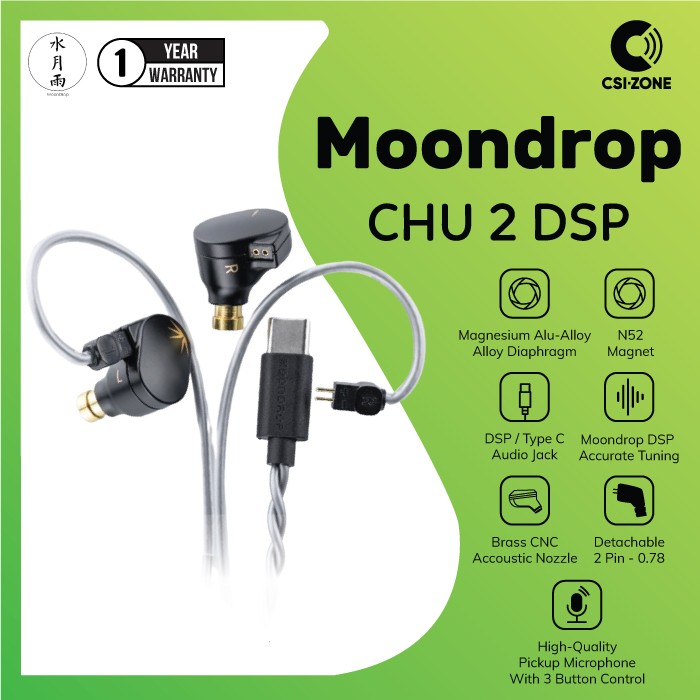 水
月
雨
moondrop
1
YEAR
WARRANTY
CSI-ZONE
Moondrop
CHU 2 DSP
R
L
moondrop
Magnesium Alu-Alloy
Alloy Diaphragm
N52
Magnet
DSP / Type C
Audio Jack
Moondrop DSP
Accurate Tuning
Brass CNC
Accoustic Nozzle
Detachable
2 Pin - 0.78
High-Quality
Pickup Microphone
With 3 Button Control